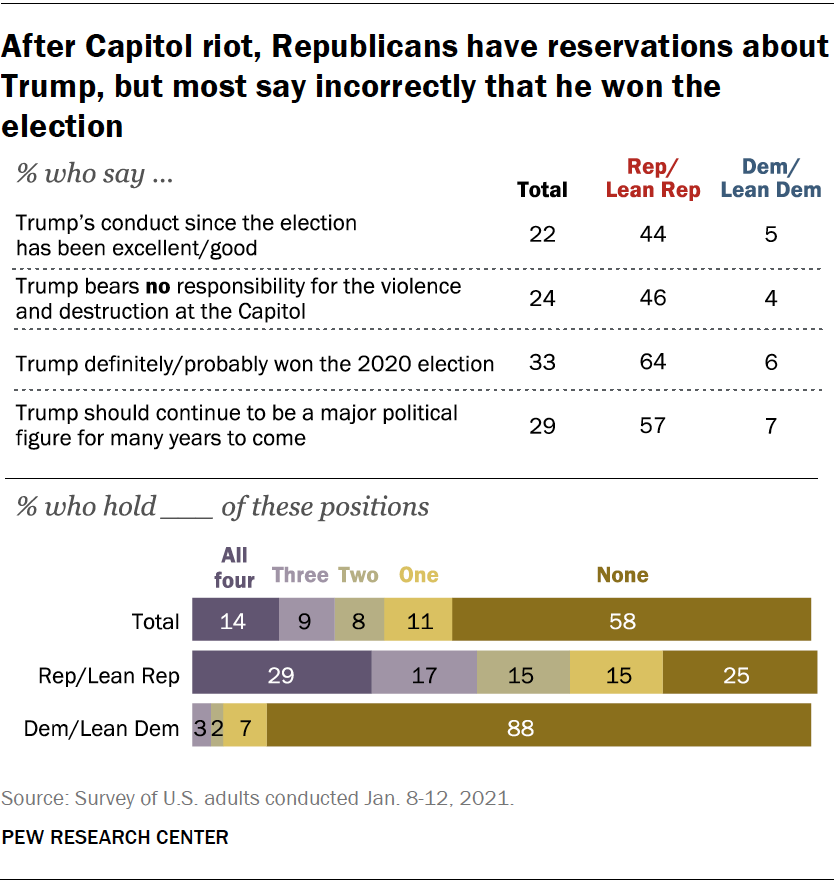 After Capitol riot, Republicans have reservations about
Trump, but most say incorrectly that he won the
election
% who say ...
Total
Rep/
Lean Rep
Dem/
Lean Dem
Trump's conduct since the election
has been excellent/good
22 44 5
Trump bears no responsibility for the violence
and destruction at the Capitol
24 46 4
Trump definitely/probably won the 2020 election 33 64 6
Trump should continue to be a major political
figure for many years to come
29 57 7
% who hold ____ of these positions
All
four
Three Two One None
Total 14 9 8 11 58
Rep/Lean Rep 29 17 15 15 25
Dem/Lean Dem 3 2 7 88
Source: Survey of U.S. adults conducted Jan. 8-12, 2021.
PEW RESEARCH CENTER